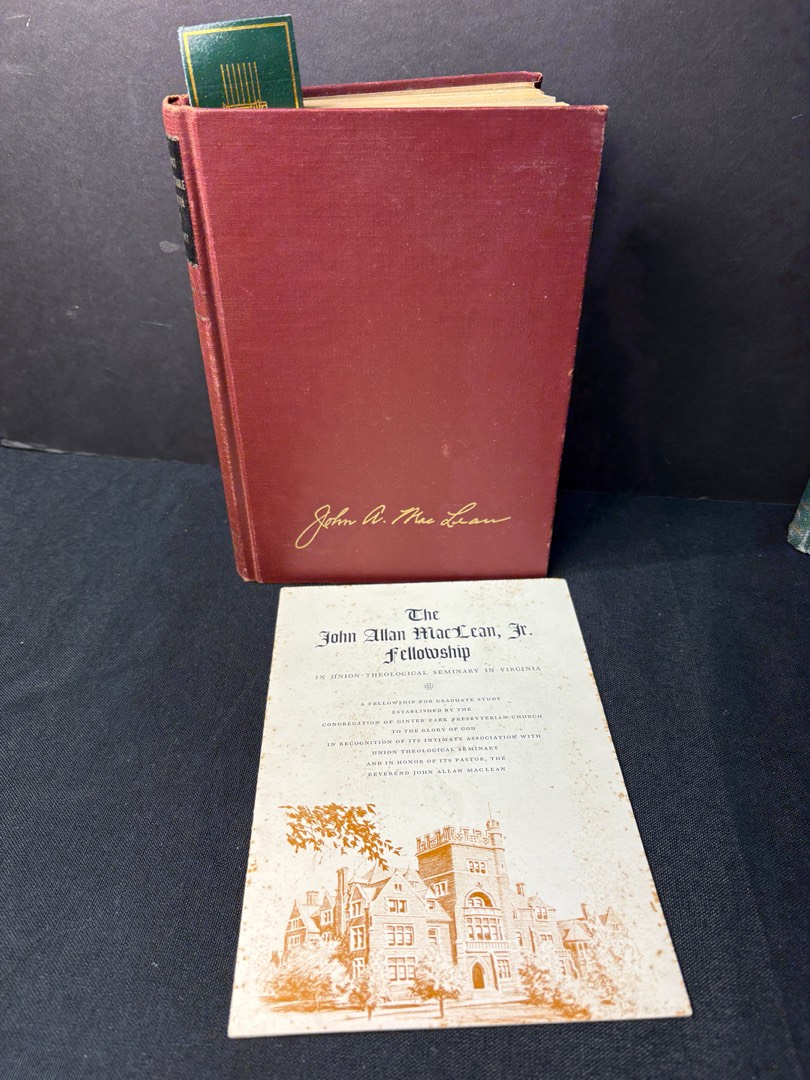 John A. Mac Lean
The
John Allan MacLean, Jr.
Fellowship
IN UNION THEOLOGICAL SEMINARY IN VIRGINIA
A FELLOWSHIP FOR GRADUATE STUDY
ESTABLISHED BY THE
CONGREGATION OF GINTER PARK PRESBYTERIAN CHURCH
TO THE GLORY OF GOD
IN RECOGNITION OF ITS INTIMATE ASSOCIATION WITH
UNION THEOLOGICAL SEMINARY
AND IN HONOR OF ITS PASTOR, THE
REVEREND JOHN ALLAN MACLEAN